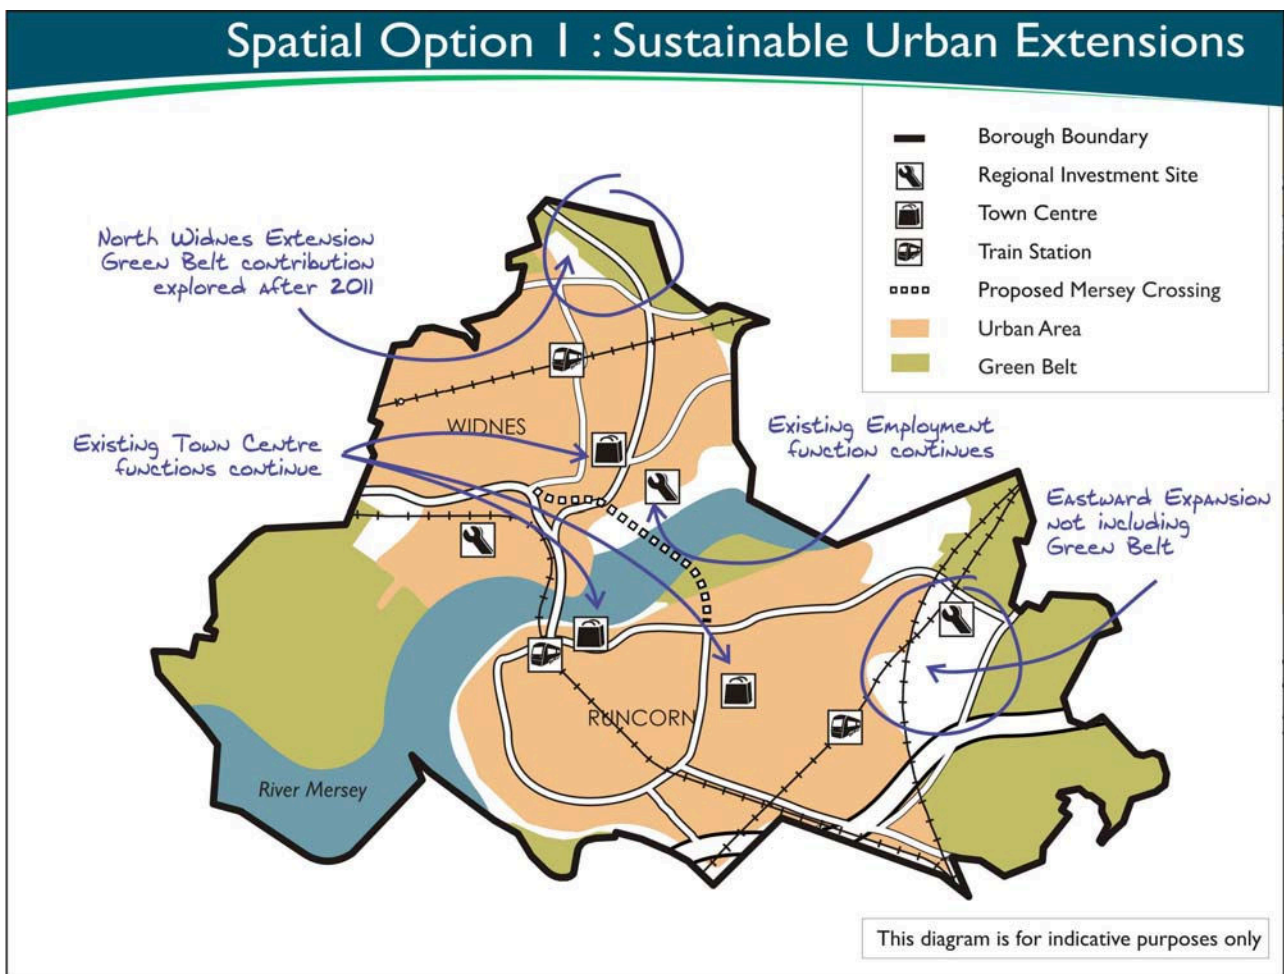 Spatial Option 1 : Sustainable Urban Extensions
Borough Boundary
Regional Investment Site
Town Centre
Train Station
Proposed Mersey Crossing
Urban Area
Green Belt
North Widnes Extension
Green Belt contribution
explored after 2011
WIDNES
Existing Town Centre
functions continue
Existing Employment
function continues
Eastward Expansion
not including
Green Belt
RUNCORN
River Mersey
This diagram is for indicative purposes only